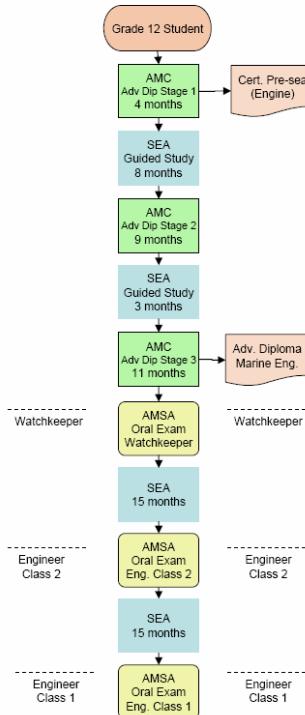 Grade 12 Student
AMC
Adv Dip Stage 1
4 months
Cert. Pre-sea
(Engine)
SEA
Guided Study
8 months
AMC
Adv Dip Stage 2
9 months
SEA
Guided Study
3 months
AMC
Adv Dip Stage 3
11 months
Adv. Diploma
Marine Eng.
Watchkeeper
AMSA
Oral Exam
Watchkeeper
Watchkeeper
SEA
15 months
Engineer
Class 2
AMSA
Oral Exam
Eng. Class 2
Engineer
Class 2
SEA
15 months
Engineer
Class 1
AMSA
Oral Exam
Eng. Class 1
Engineer
Class 1